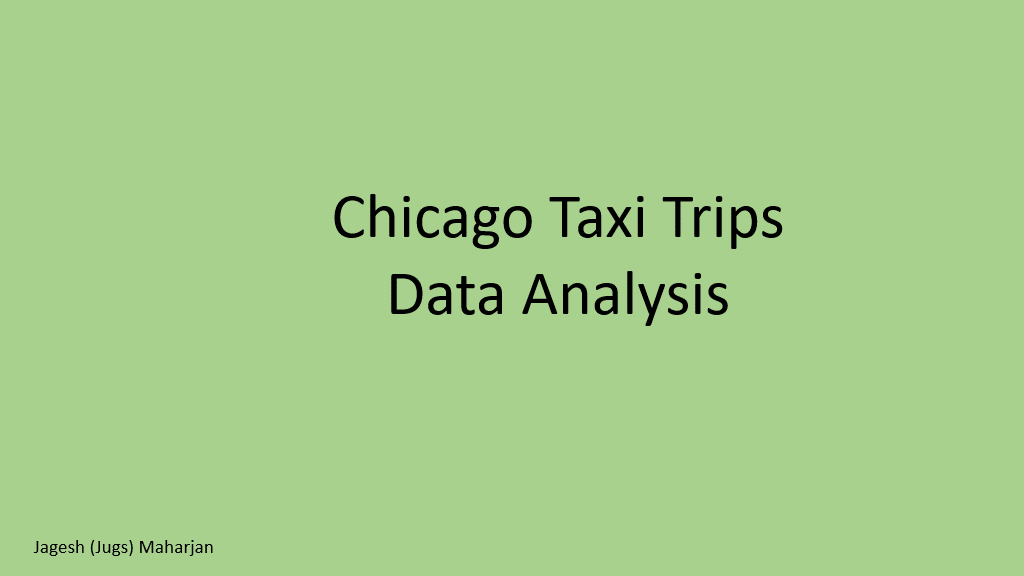 Chicago Taxi Trips
Data Analysis
Jagesh (Jugs) Maharjan